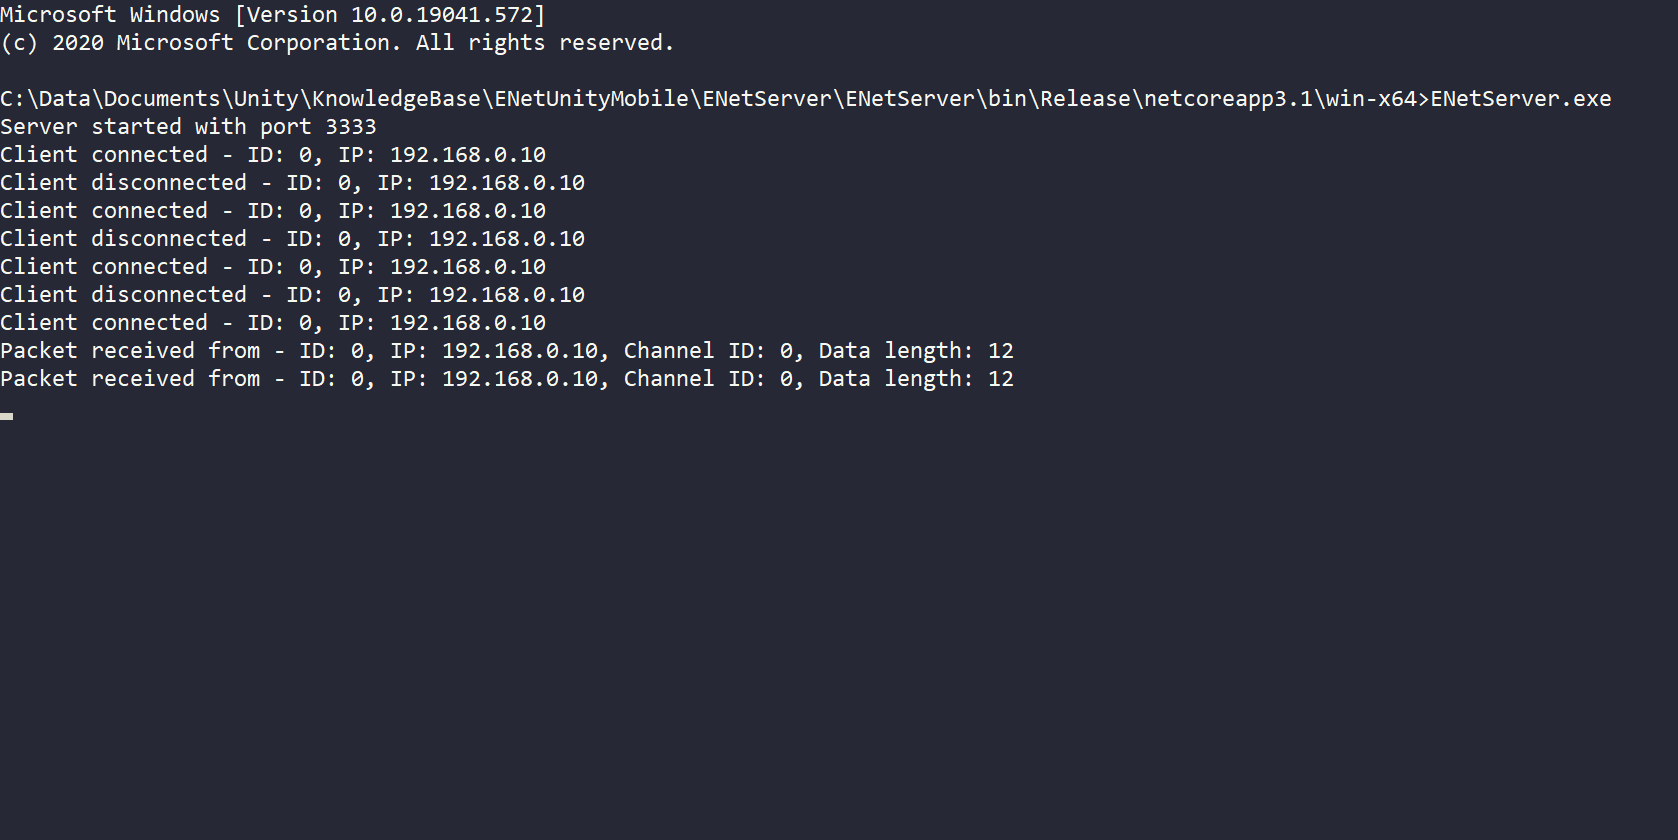 Microsoft Windows [Version 10.0.19041.572]
(c) 2020 Microsoft Corporation. All rights reserved.
C:\Data\Documents\Unity\KnowledgeBase\ENetUnityMobile\ENetServer\ENetServer\bin\Release\netcoreapp3.1\win-x64>ENetServer.exe
Server started with port 3333
Client connected - ID: 0, IP: 192.168.0.10
Client disconnected - ID: 0, IP: 192.168.0.10
Client connected - ID: 0, IP: 192.168.0.10
Client disconnected - ID: 0, IP: 192.168.0.10
Client connected - ID: 0, IP: 192.168.0.10
Client disconnected - ID: 0, IP: 192.168.0.10
Client connected - ID: 0, IP: 192.168.0.10
Packet received from - ID: 0, IP: 192.168.0.10, Channel ID: 0, Data length: 12
Packet received from - ID: 0, IP: 192.168.0.10, Channel ID: 0, Data length: 12